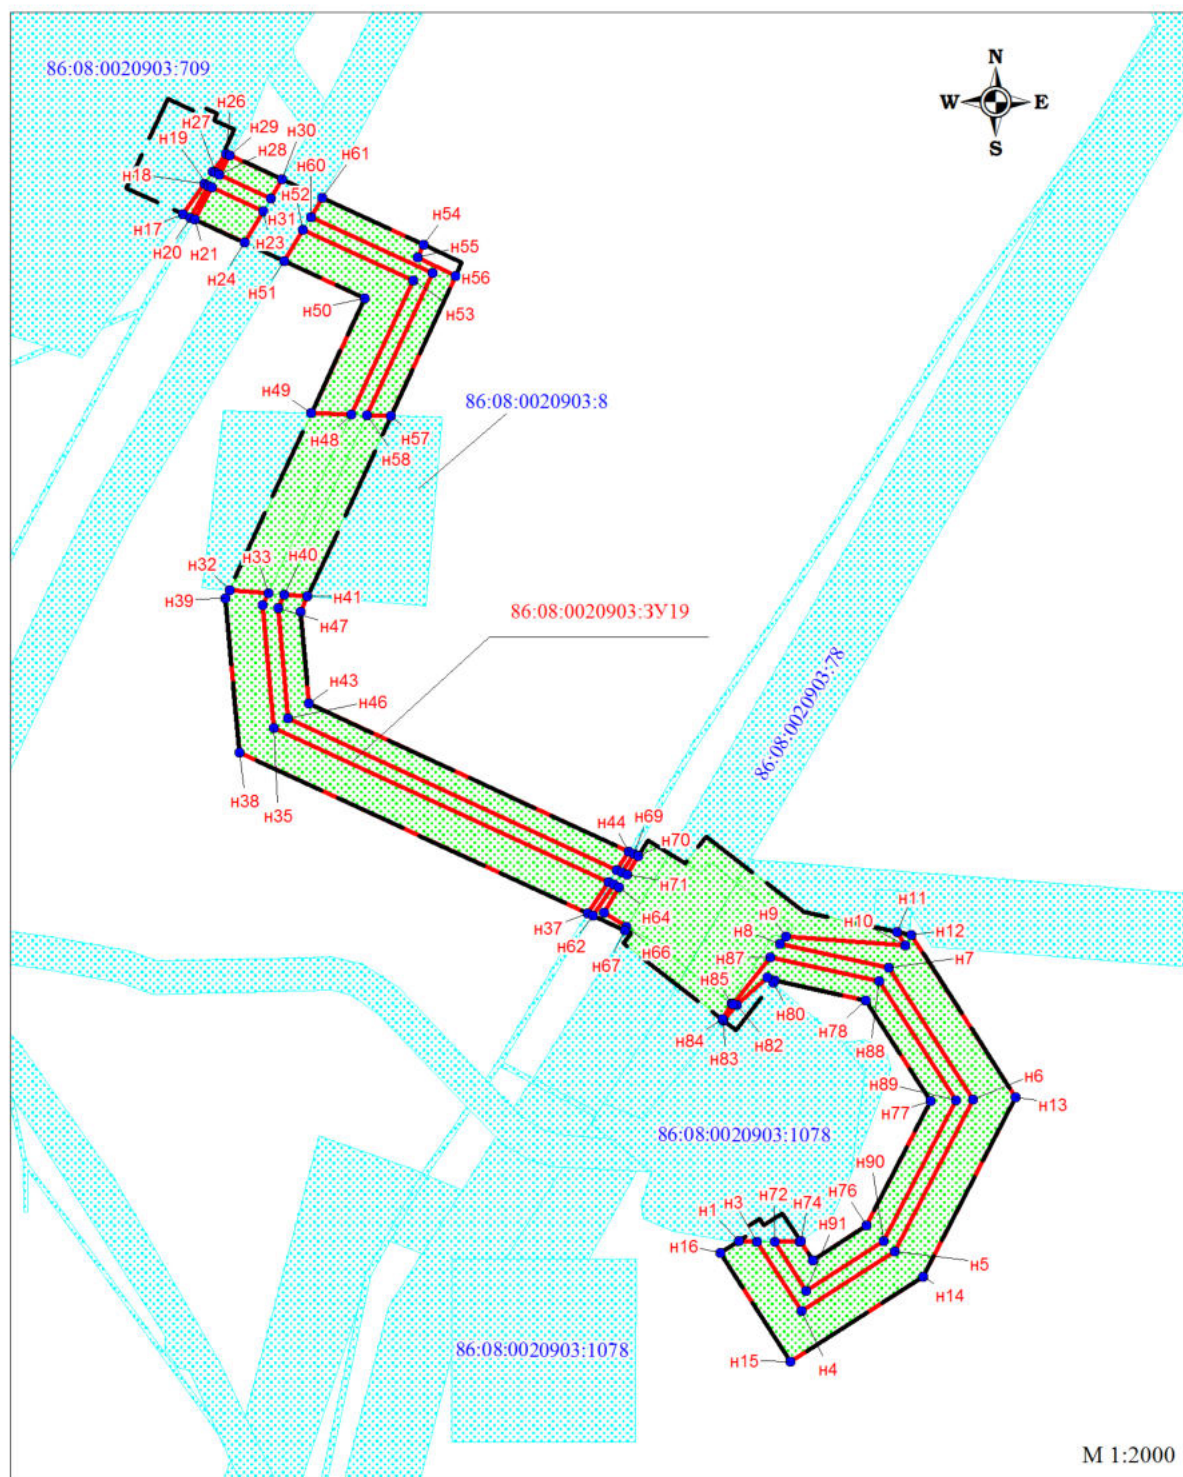 N
W
E
S
86:08:0020903:709
н26
н27
н29
н30
н19
н28
н60
н61
н18
н52
н17
н31
н54
н20
н21
н23
н55
н24
н51
н56
н50
н53
86:08:0020903:8
н49
н48
н57
н58
н32
н33
н40
н39
н41
н47
86:08:0020903:ЗУ19
н43
н46
86:08:0020903:78
н38
н35
н44
н69
н70
н71
н64
н37
н62
н66
н67
н9
н10
н11
н8
н12
н87
н7
н85
н80
н78
н84
н83
н82
н88
н89
н6
н77
н13
86:08:0020903:1078
н90
н72
н76
н3
н74
н1
н91
н16
н5
н14
86:08:0020903:1078
н15
н4
М 1:2000